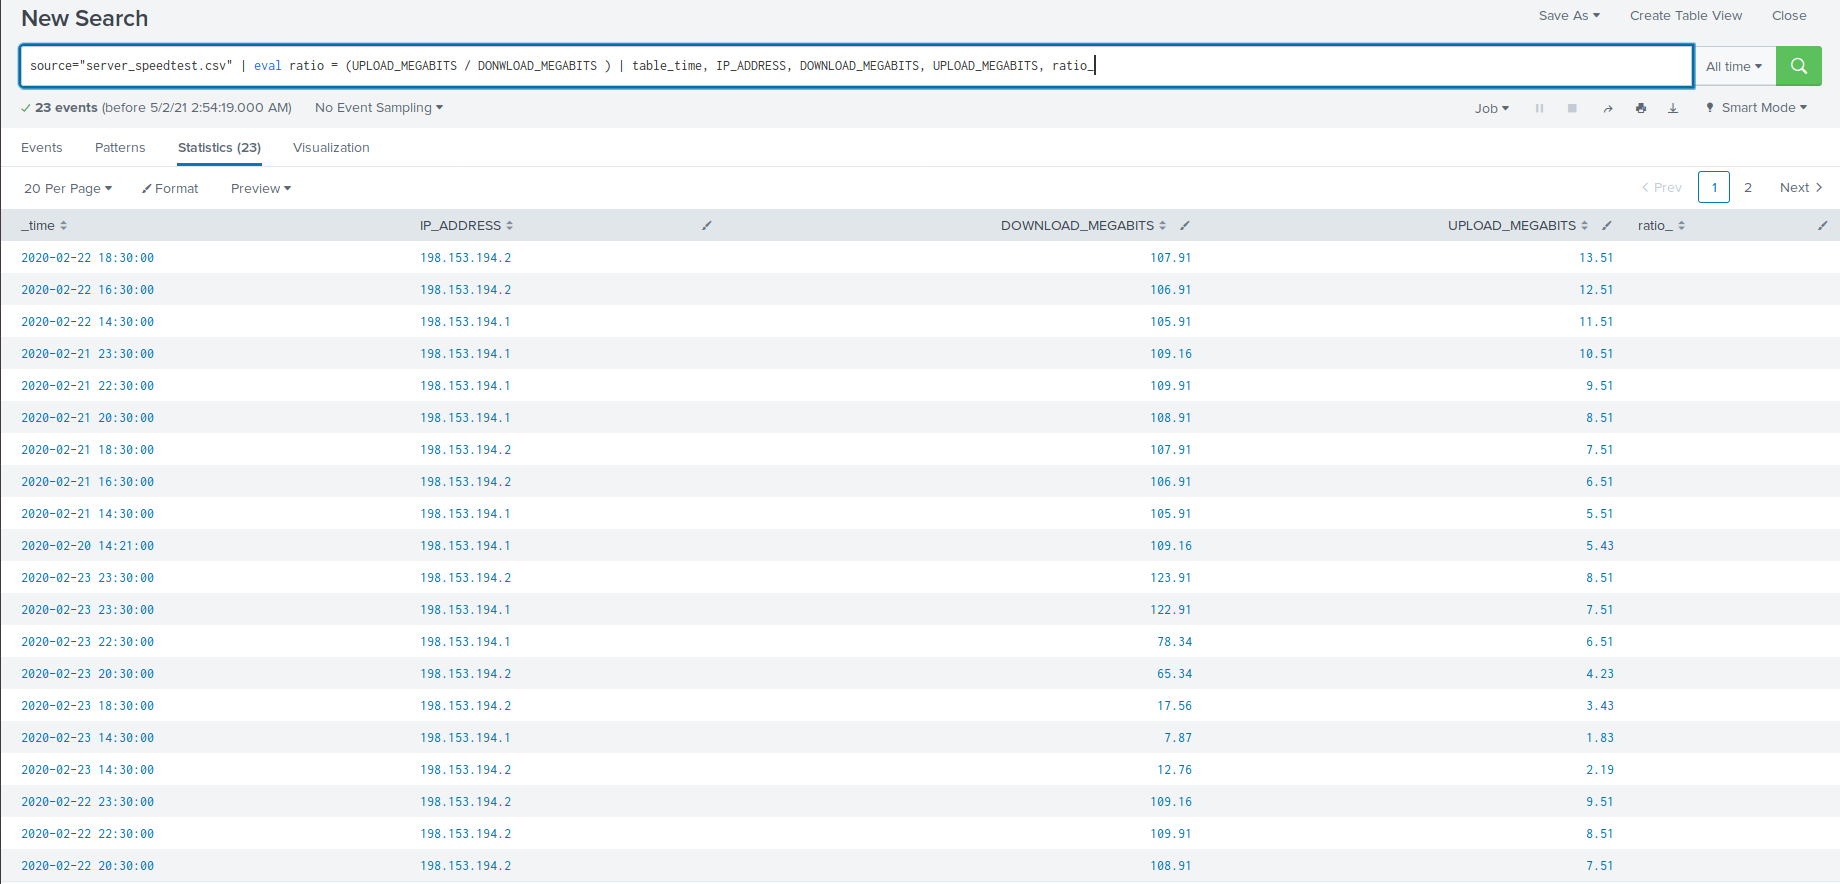 New Search
Save As Create Table View Close
source="server_speedtest.csv" | eval ratio = (UPLOAD_MEGABITS / DONWLOAD_MEGABITS ) | table_time, IP_ADDRESS, DOWNLOAD_MEGABITS, UPLOAD_MEGABITS, ratio_
All time
23 events (before 5/2/21 2:54:19.000 AM) No Event Sampling
Job Smart Mode
Events Patterns Statistics (23) Visualization
20 Per Page Format Preview
Prev 1 2 Next
_time IP_ADDRESS DOWNLOAD_MEGABITS UPLOAD_MEGABITS ratio_
2020-02-22 18:30:00 198.153.194.2 107.91 13.51
2020-02-22 16:30:00 198.153.194.2 106.91 12.51
2020-02-22 14:30:00 198.153.194.1 105.91 11.51
2020-02-21 23:30:00 198.153.194.1 109.16 10.51
2020-02-21 22:30:00 198.153.194.1 109.91 9.51
2020-02-21 20:30:00 198.153.194.1 108.91 8.51
2020-02-21 18:30:00 198.153.194.2 107.91 7.51
2020-02-21 16:30:00 198.153.194.2 106.91 6.51
2020-02-21 14:30:00 198.153.194.1 105.91 5.51
2020-02-20 14:21:00 198.153.194.1 109.16 5.43
2020-02-23 23:30:00 198.153.194.2 123.91 8.51
2020-02-23 23:30:00 198.153.194.1 122.91 7.51
2020-02-23 22:30:00 198.153.194.1 78.34 6.51
2020-02-23 20:30:00 198.153.194.2 65.34 4.23
2020-02-23 18:30:00 198.153.194.2 17.56 3.43
2020-02-23 14:30:00 198.153.194.1 7.87 1.83
2020-02-23 14:30:00 198.153.194.2 12.76 2.19
2020-02-22 23:30:00 198.153.194.2 109.16 9.51
2020-02-22 22:30:00 198.153.194.2 109.91 8.51
2020-02-22 20:30:00 198.153.194.2 108.91 7.51